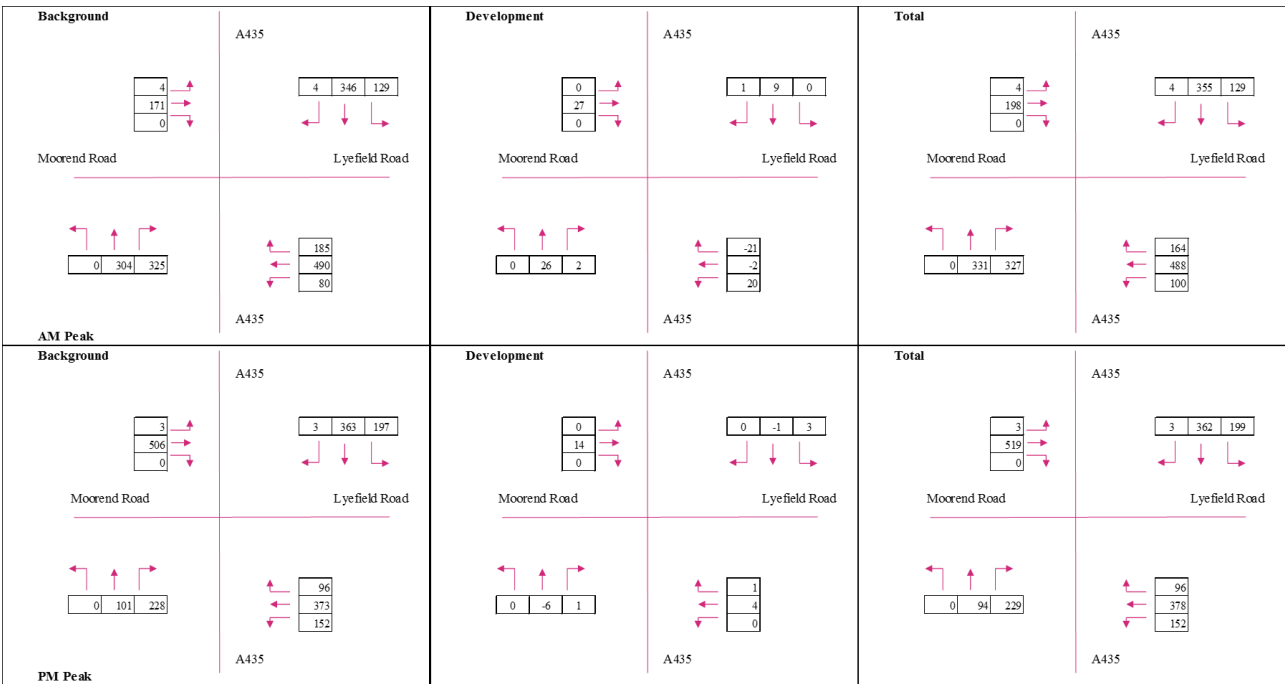 Background
A435
4
171
0
4 346 129
Moorend Road Lyefield Road
0 304 325
185
490
80
A435
AM Peak
Development
A435
0
27
0
1 9 0
Moorend Road Lyefield Road
0 26 2
-21
-2
20
A435
Total
A435
4
198
0
4 355 129
Moorend Road Lyefield Road
0 331 327
164
488
100
A435
Background
A435
3
506
0
3 363 197
Moorend Road Lyefield Road
0 101 228
96
373
152
A435
PM Peak
Development
A435
0
14
0
0 -1 3
Moorend Road Lyefield Road
0 -6 1
1
4
0
A435
Total
A435
3
519
0
3 362 199
Moorend Road Lyefield Road
0 94 229
96
378
152
A435